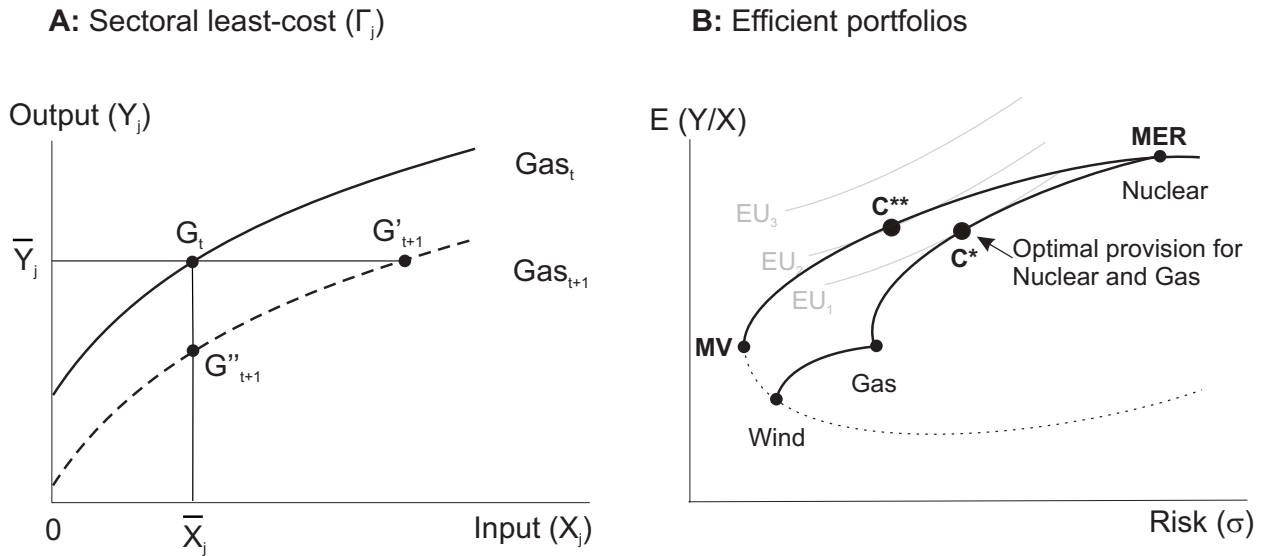 A: Sectoral least-cost (Γj)
Output (Yj)
Gast
Gt
G't+1
Y̅j
Gast+1
G''t+1
0
X̅j
Input (Xj)
B: Efficient portfolios
E (Y/X)
MER
Nuclear
EU3
C**
EU2
C*
Optimal provision for
Nuclear and Gas
EU1
MV
Gas
Wind
Risk (σ)